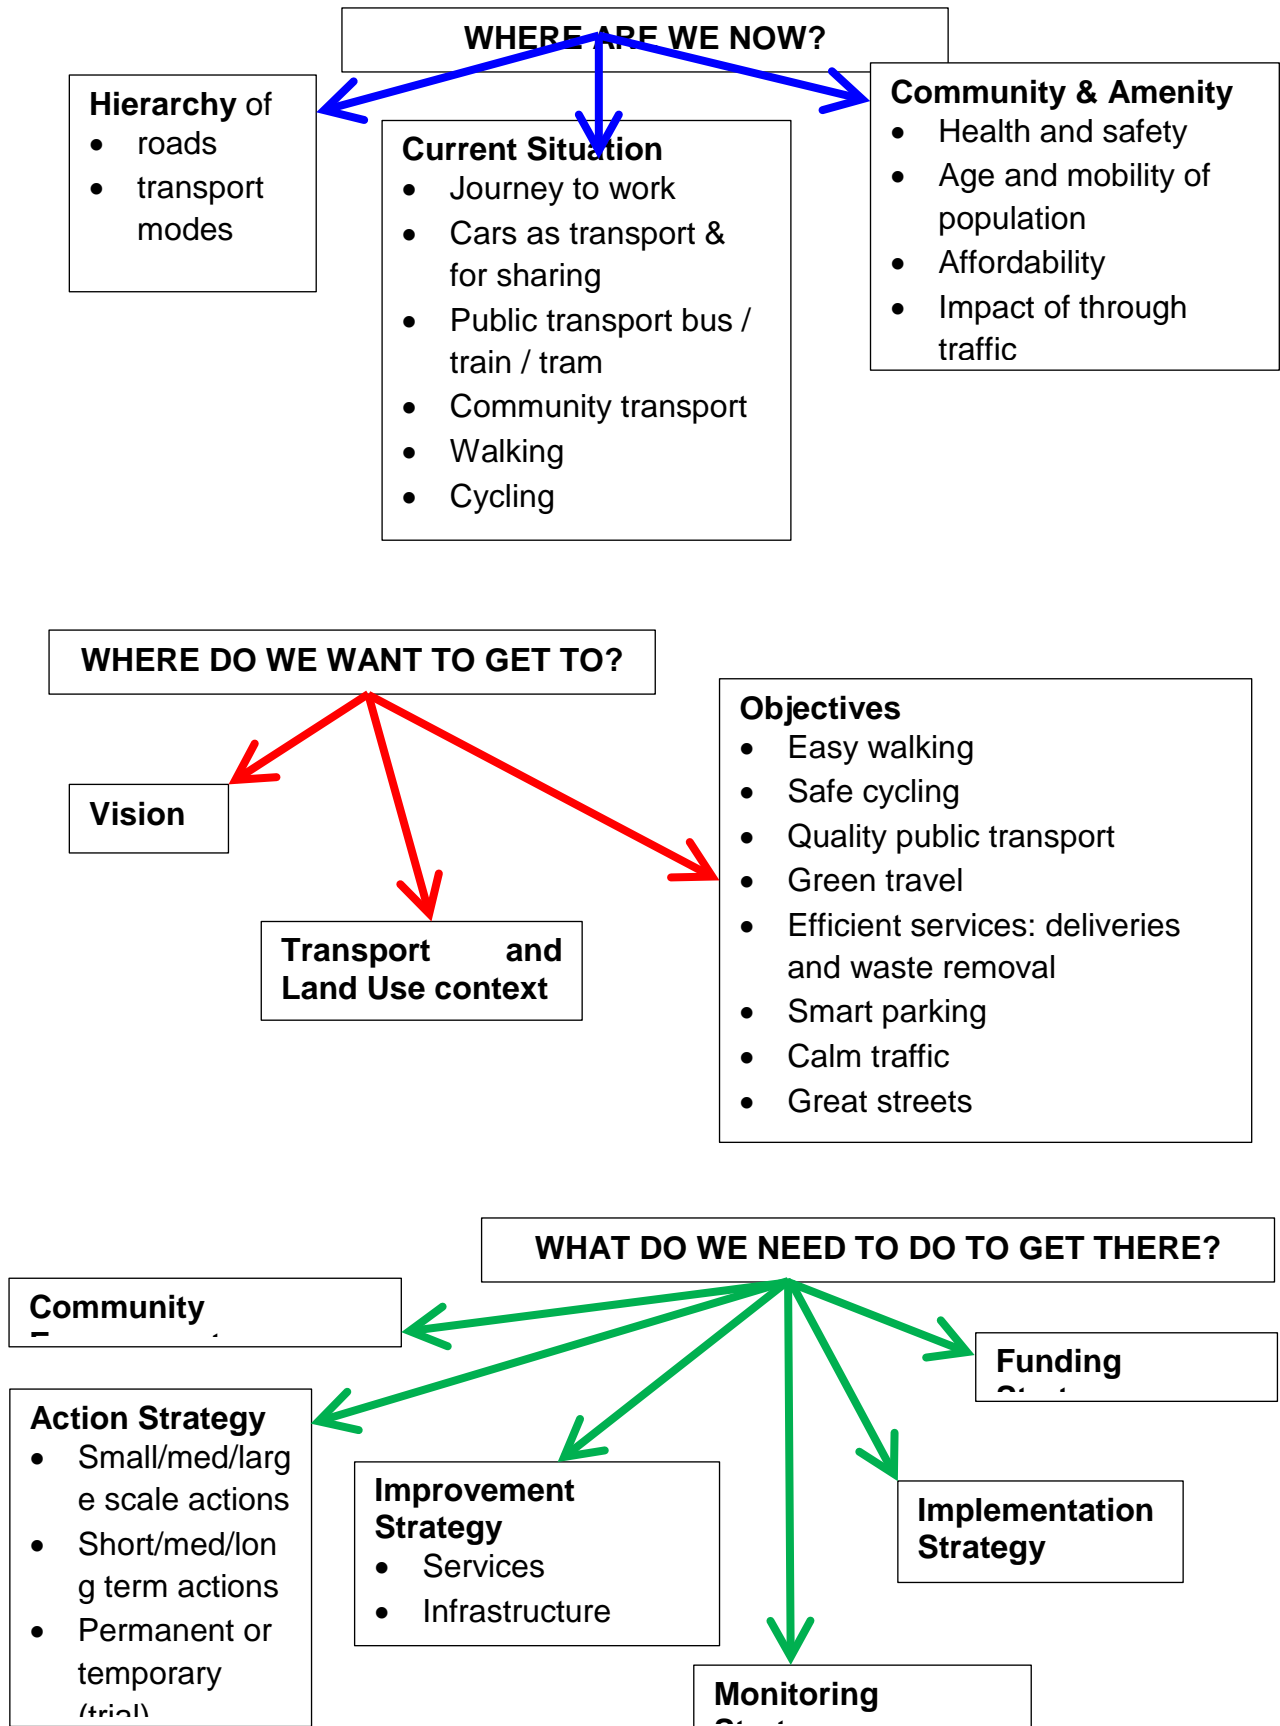 WHERE ARE WE NOW?
Hierarchy of
• roads
• transport
modes
Current Situation
• Journey to work
• Cars as transport &
for sharing
• Public transport bus /
train / tram
• Community transport
• Walking
• Cycling
Community & Amenity
• Health and safety
• Age and mobility of
population
• Affordability
• Impact of through
traffic
WHERE DO WE WANT TO GET TO?
Vision
Transport and
Land Use context
Objectives
• Easy walking
• Safe cycling
• Quality public transport
• Green travel
• Efficient services: deliveries
and waste removal
• Smart parking
• Calm traffic
• Great streets
WHAT DO WE NEED TO DO TO GET THERE?
Community
Action Strategy
• Small/med/larg
e scale actions
• Short/med/lon
g term actions
• Permanent or
temporary
(trial)
Improvement
Strategy
• Services
• Infrastructure
Monitoring
Implementation
Strategy
Funding